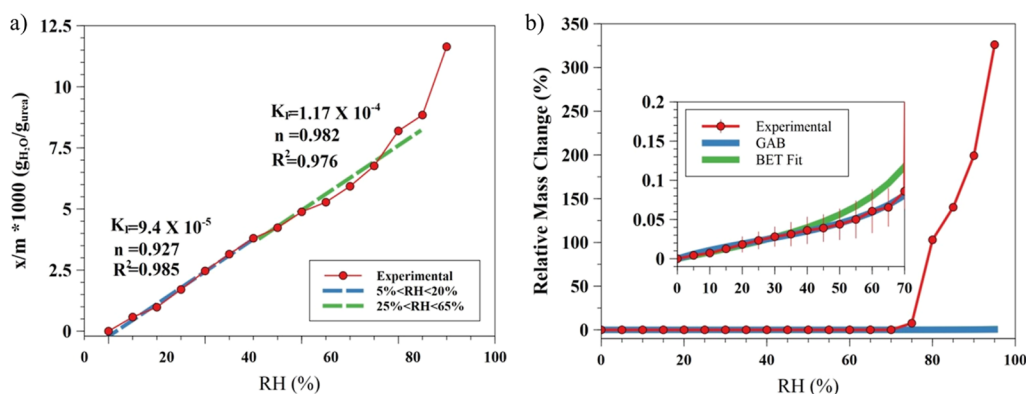 a)
12.5
10
7.5
5
2.5
0
x/m *1000 (gH₂O/gurea)
Kf=1.17 X 10⁻⁴
n = 0.982
R²=0.976
Kf=9.4 X 10⁻⁵
n = 0.927
R²=0.985
Experimental
5%<RH<20%
25%<RH<65%
0 20 30 60 80 100
RH (%)
b)
350
300
250
200
150
100
50
0
Relative Mass Change (%)
0.2
0.15
0.1
0.05
0
Experimental
GAB
BET Fit
0 10 20 30 40 50 60 70
0 20 40 60 80 100
RH (%)